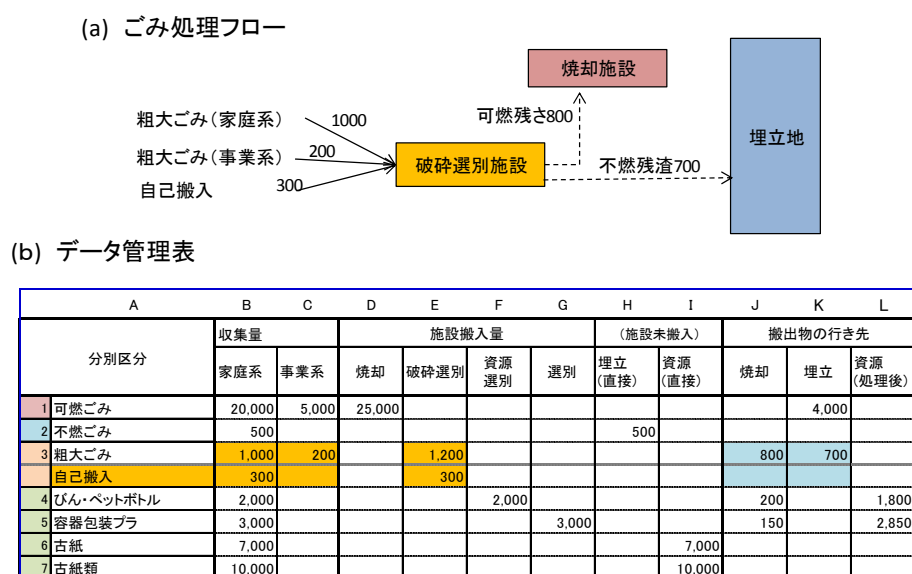 (a) ごみ処理フロー
焼却施設
粗大ごみ(家庭系) 1000
可燃残さ800
埋立地
粗大ごみ(事業系) 200
破砕選別施設
不燃残渣700
自己搬入 300
(b) データ管理表
A B C D E F G H I J K L
分別区分 収集量 施設搬入量 (施設未搬入) 搬出物の行き先
家庭系 事業系 焼却 破砕選別 資源選別 選別 埋立(直接) 資源(直接) 焼却 埋立 資源(処理後)
1 可燃ごみ 20,000 5,000 25,000 4,000
2 不燃ごみ 500 500
3 粗大ごみ 1,000 200 1,200 800 700
自己搬入 300 300
4 びん・ペットボトル 2,000 2,000 200 1,800
5 容器包装プラ 3,000 3,000 150 2,850
6 古紙 7,000 7,000
7 古紙類 10,000 10,000